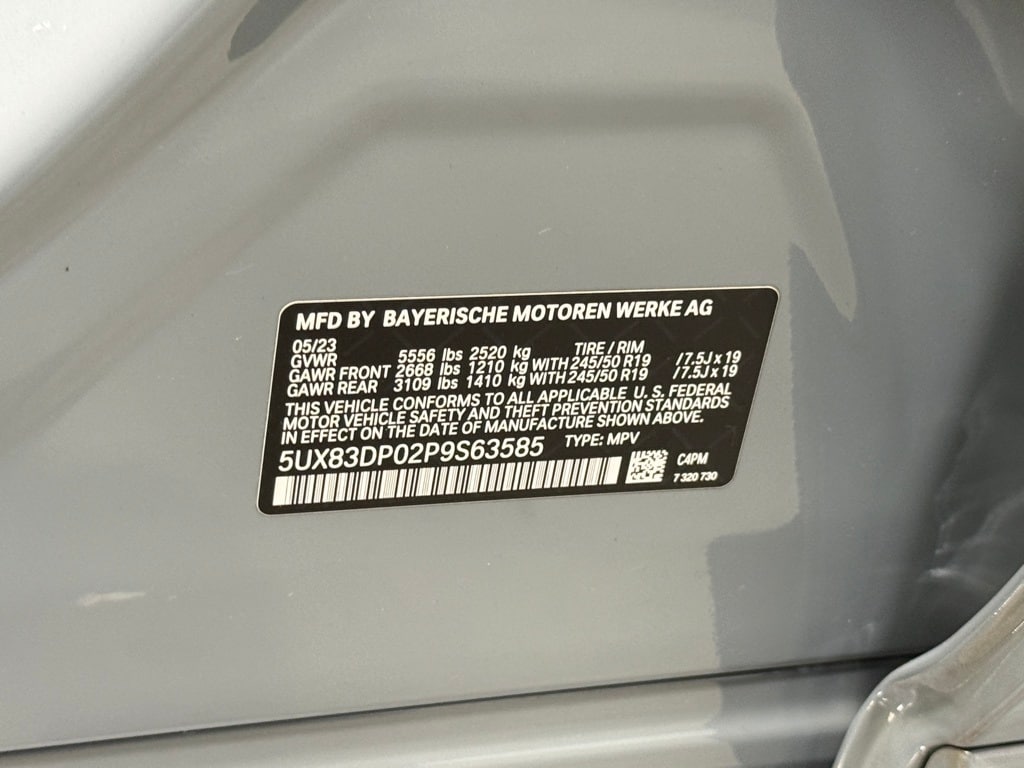 MFD BY BAYERISCHE MOTOREN WERKE AG
05/23 TIRE / RIM
GVWR 5556 lbs 2520 kg
GAWR FRONT 2668 lbs 1210 kg WITH 245/50 R19 / 7.5J x 19
GAWR REAR 3109 lbs 1410 kg WITH 245/50 R19 / 7.5J x 19
THIS VEHICLE CONFORMS TO ALL APPLICABLE U.S. FEDERAL
MOTOR VEHICLE SAFETY AND THEFT PREVENTION STANDARDS
IN EFFECT ON THE DATE OF MANUFACTURE SHOWN ABOVE.
5UX83DP02P9S63585 TYPE: MPV
C4PM
7 320 730